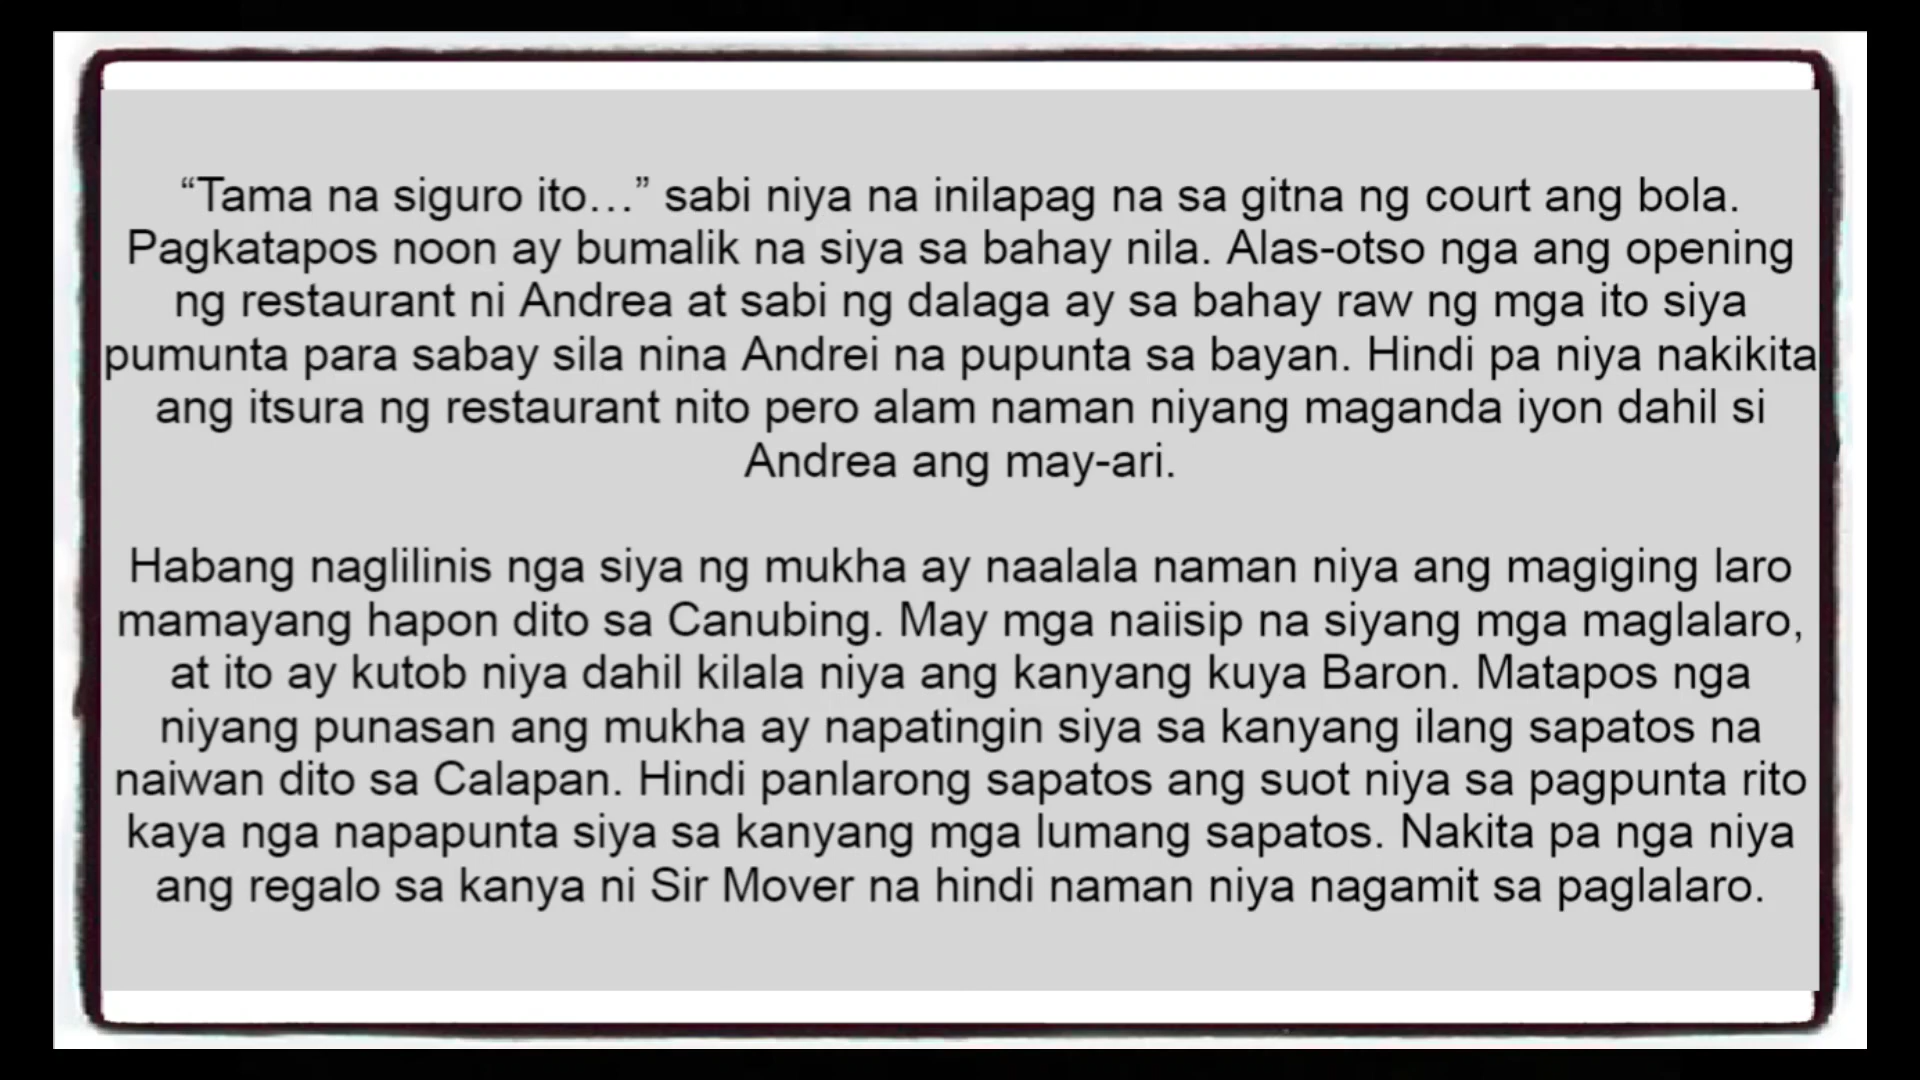 “Tama na siguro ito…” sabi niya na inilapag na sa gitna ng court ang bola.
Pagkatapos noon ay bumalik na siya sa bahay nila. Alas-otso nga ang opening
ng restaurant ni Andrea at sabi ng dalaga ay sa bahay raw ng mga ito siya
pumunta para sabay sila nina Andrei na pupunta sa bayan. Hindi pa niya nakikita
ang itsura ng restaurant nito pero alam naman niyang maganda iyon dahil si
Andrea ang may-ari.
Habang naglilinis nga siya ng mukha ay naalala naman niya ang magiging laro
mamayang hapon dito sa Canubing. May mga naiisip na siyang mga maglalaro,
at ito ay kutob niya dahil kilala niya ang kanyang kuya Baron. Matapos nga
niyang punasan ang mukha ay napatingin siya sa kanyang ilang sapatos na
naiwan dito sa Calapan. Hindi panlarong sapatos ang suot niya sa pagpunta rito
kaya nga napapunta siya sa kanyang mga lumang sapatos. Nakita pa nga niya
ang regalo sa kanya ni Sir Mover na hindi naman niya nagamit sa paglalaro.